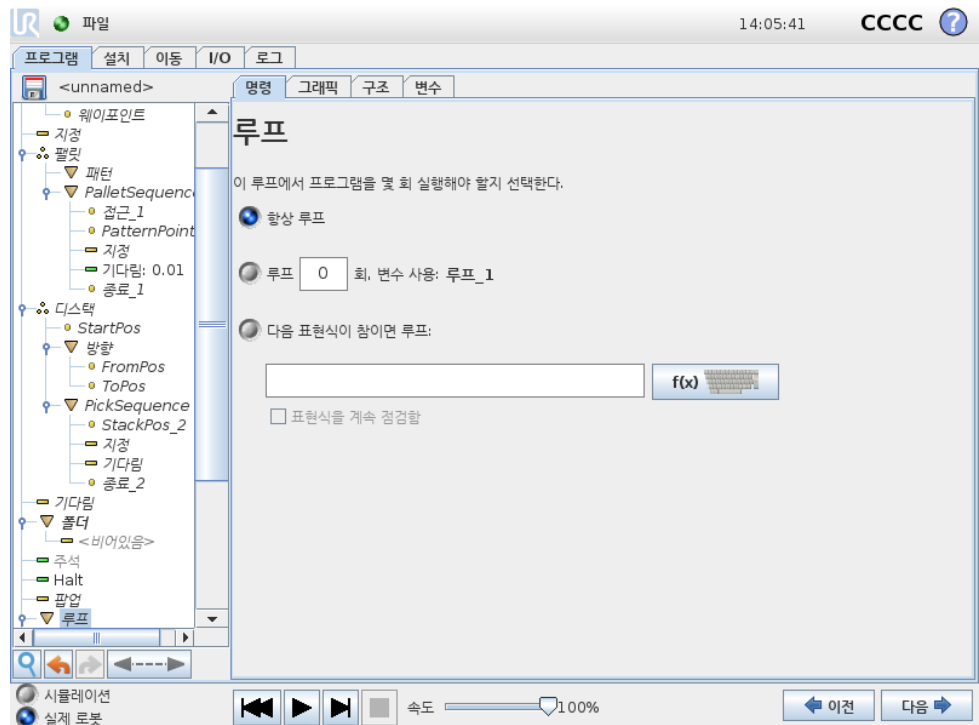 UR 파일 14:05:41 CCCC ?
프로그램 설치 이동 I/O 로그
<unnamed>
명령 그래픽 구조 변수
웨이포인트
지정
팰릿
패턴
PalletSequenc
접근_1
PatternPoint
지정
기다림: 0.01
종료_1
디스택
StartPos
방향
FromPos
ToPos
PickSequence
StackPos_2
지정
기다림
종료_2
기다림
폴더
<비어있음>
주석
Halt
팝업
루프
루프
이 루프에서 프로그램을 몇 회 실행해야 할지 선택한다.
항상 루프
루프 0 회, 변수 사용: 루프_1
다음 표현식이 참이면 루프:
f(x)
표현식을 계속 점검함
시뮬레이션
실제 로봇
속도 100%
이전 다음